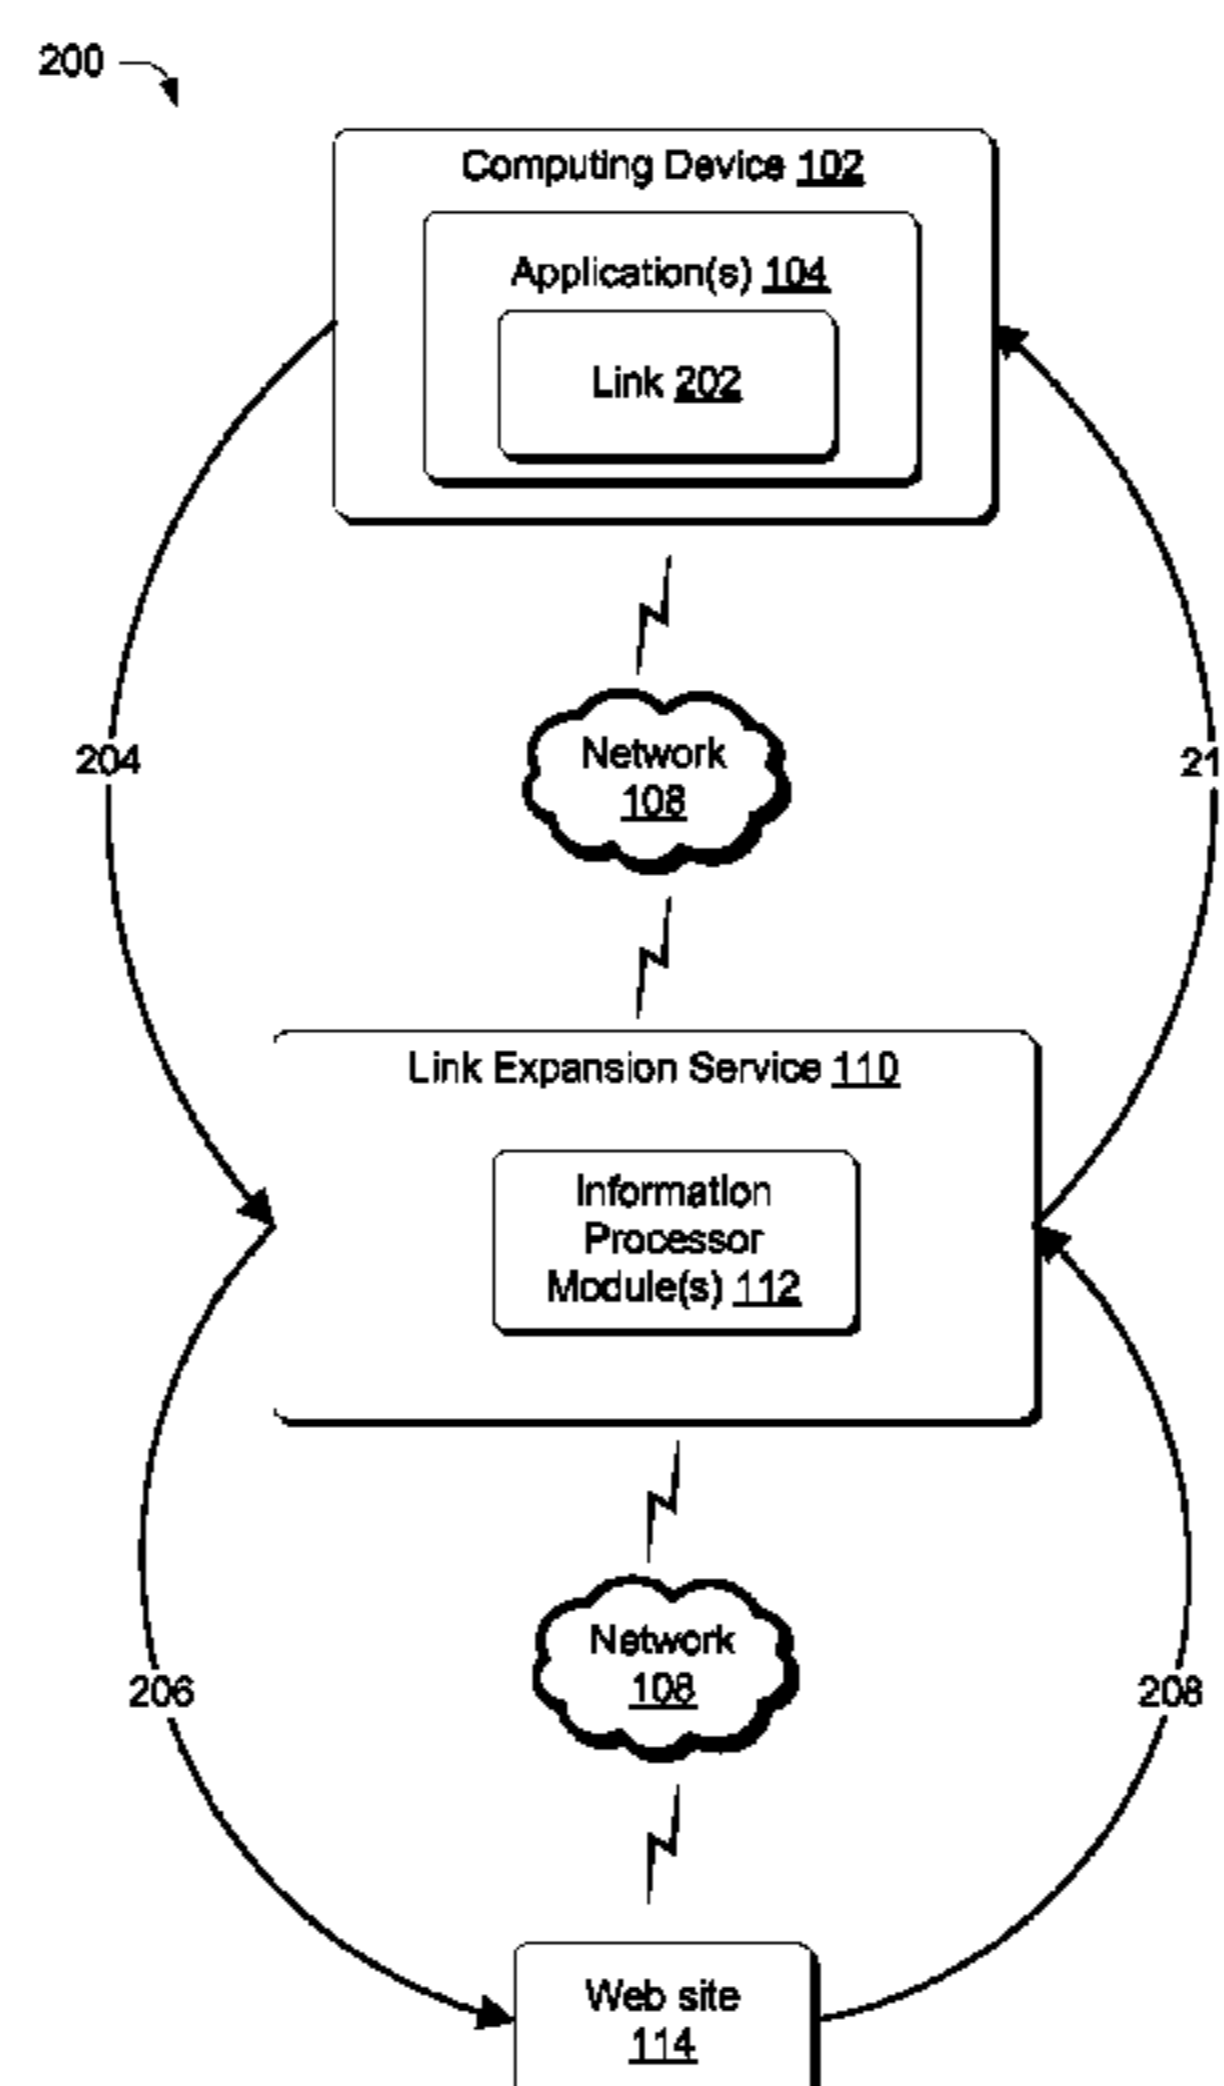 200
Computing Device 102
Application(s) 104
Link 202
Network
108
204
21
Link Expansion Service 110
Information
Processor
Module(s) 112
Network
108
206
208
Web site
114